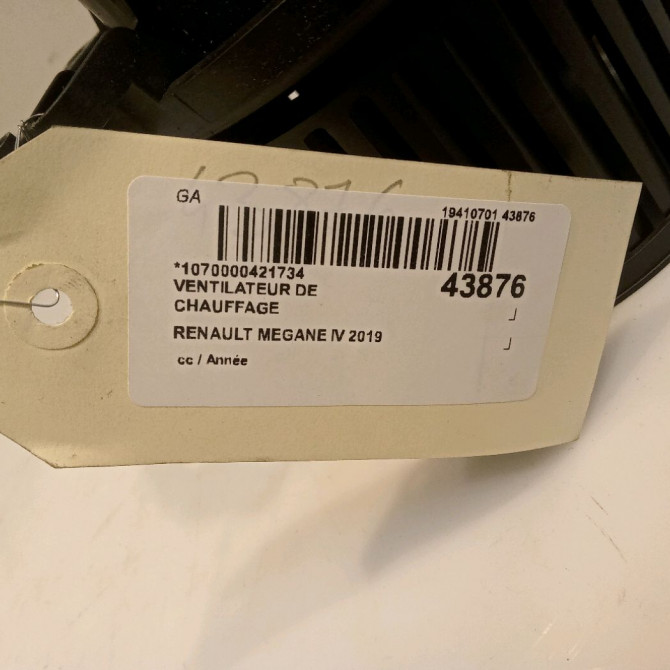 GA
19410701 43876
*1070000421734
43876
VENTILATEUR DE
CHAUFFAGE
RENAULT MEGANE IV 2019
cc / Année